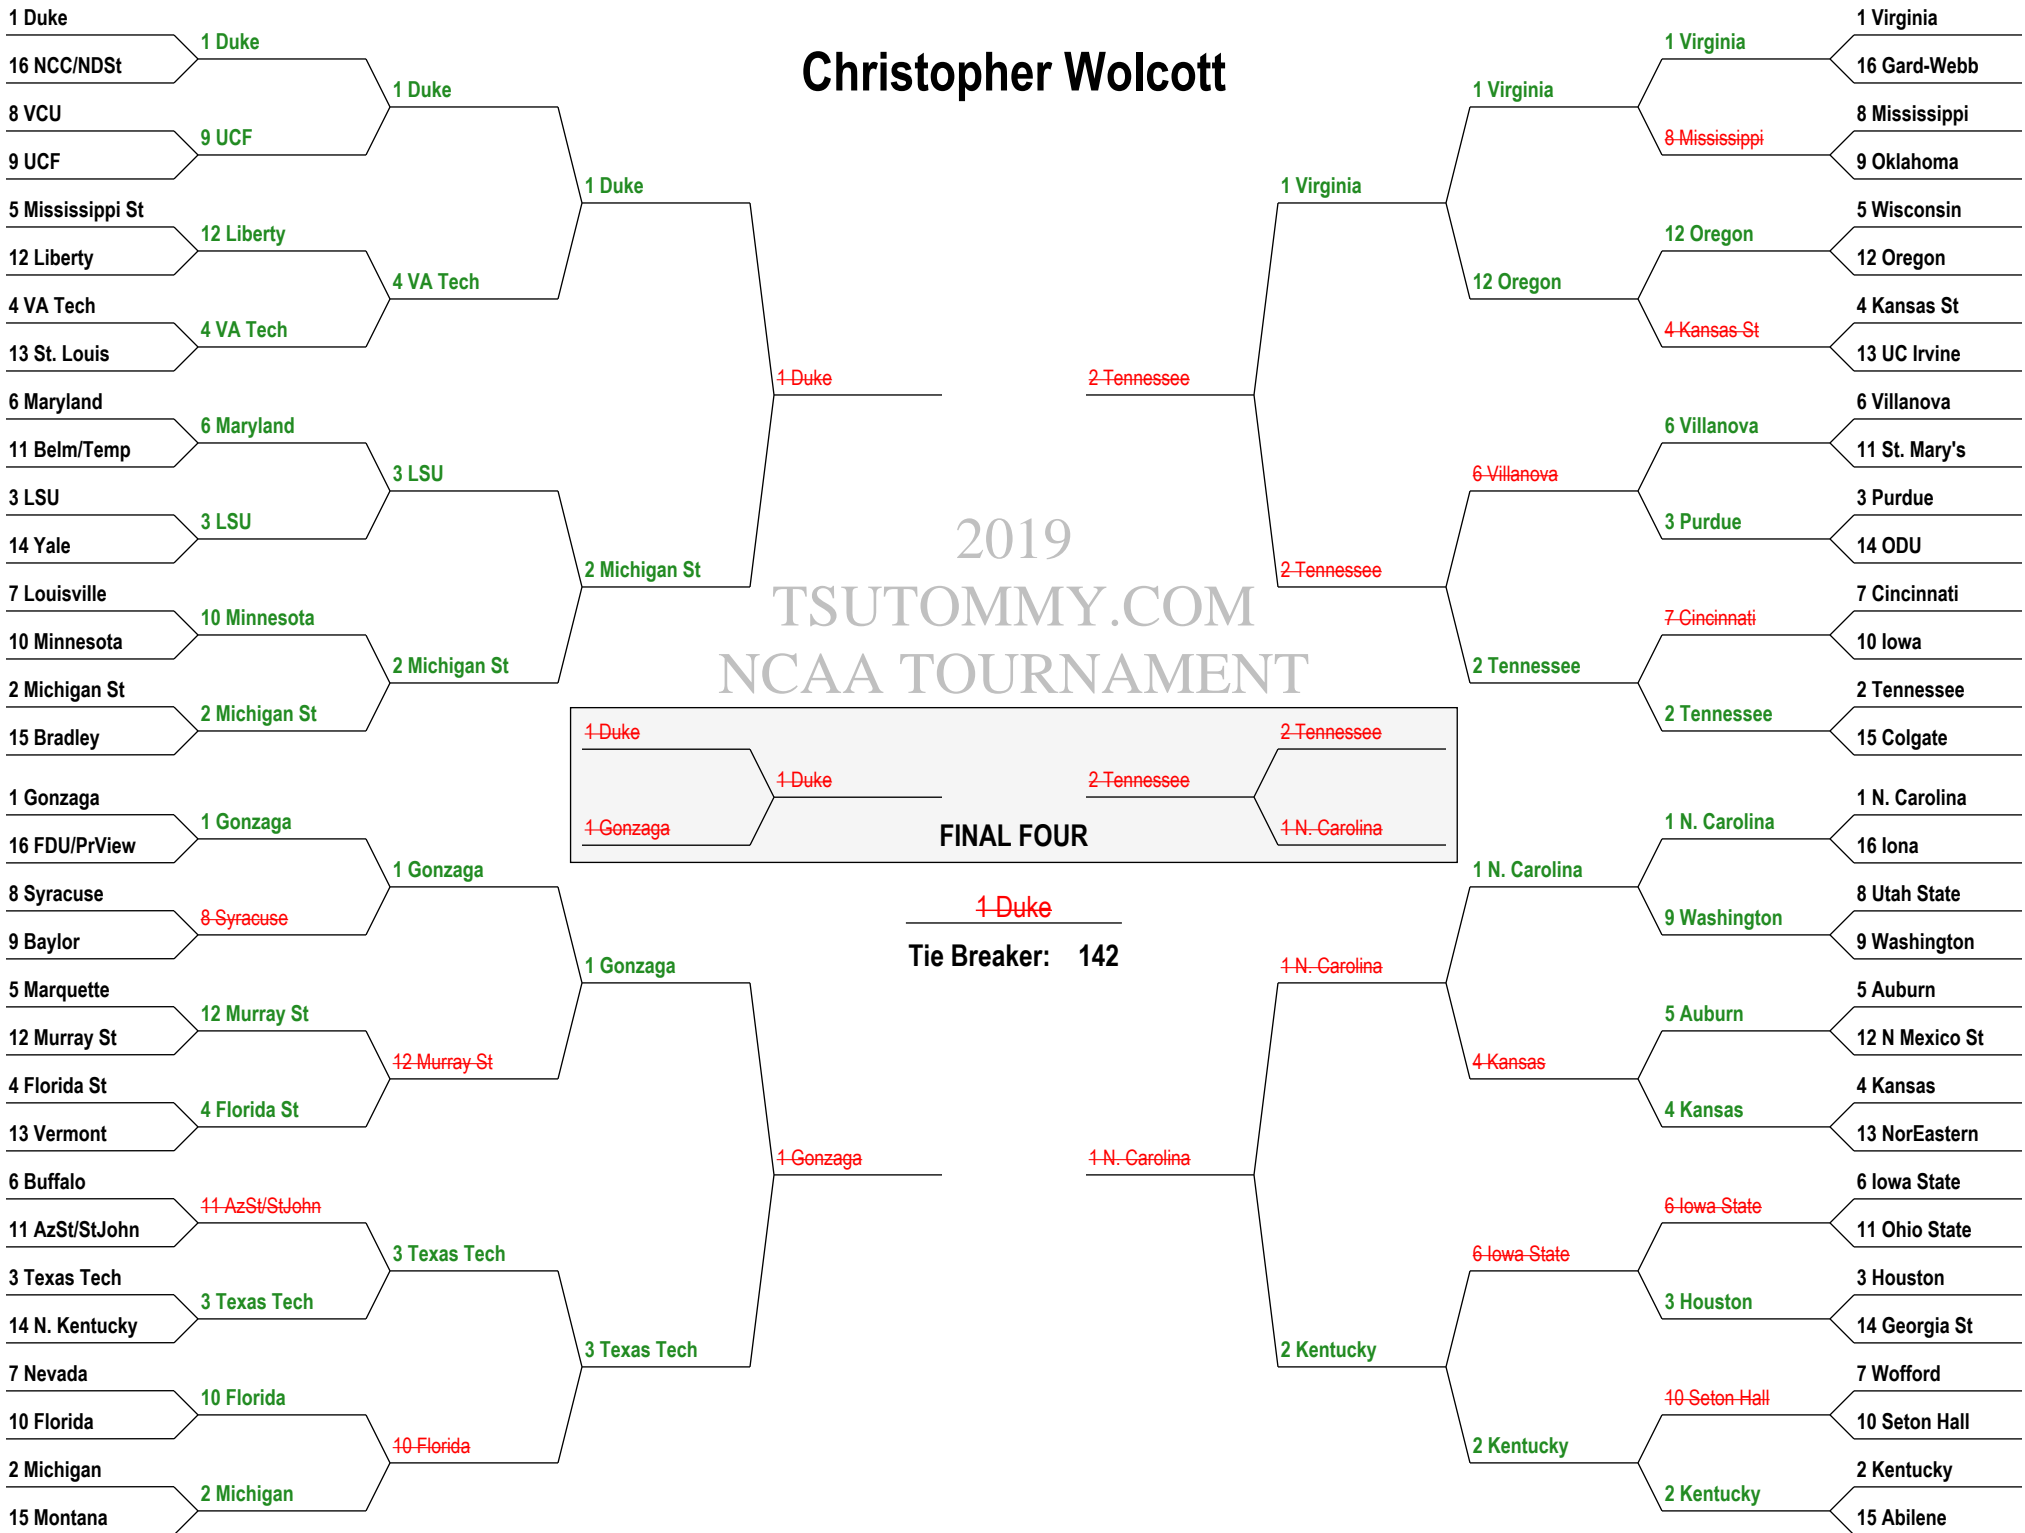 Christopher Wolcott
1 Duke
16 NCC/NDSt
8 VCU
9 UCF
5 Mississippi St
12 Liberty
4 VA Tech
13 St. Louis
6 Maryland
11 Belm/Temp
3 LSU
14 Yale
7 Louisville
10 Minnesota
2 Michigan St
15 Bradley
1 Gonzaga
16 FDU/PrView
8 Syracuse
9 Baylor
5 Marquette
12 Murray St
4 Florida St
13 Vermont
6 Buffalo
11 AzSt/StJohn
3 Texas Tech
14 N. Kentucky
7 Nevada
10 Florida
2 Michigan
15 Montana
1 Duke
9 UCF
12 Liberty
4 VA Tech
6 Maryland
3 LSU
10 Minnesota
2 Michigan St
1 Gonzaga
8 Syracuse
12 Murray St
4 Florida St
11 AzSt/StJohn
3 Texas Tech
10 Florida
2 Michigan
1 Duke
4 VA Tech
3 LSU
2 Michigan St
1 Gonzaga
12 Murray St
3 Texas Tech
10 Florida
1 Duke
2 Michigan St
1 Gonzaga
3 Texas Tech
1 Duke
1 Gonzaga
2019
TSUTOMMY.COM
NCAA TOURNAMENT
1 Duke
1 Gonzaga
1 Duke
2 Tennessee
2 Tennessee
1 N. Carolina
FINAL FOUR
1 Duke
Tie Breaker: 142
2 Tennessee
1 N. Carolina
1 Virginia
2 Tennessee
1 N. Carolina
2 Kentucky
1 Virginia
12 Oregon
6 Villanova
2 Tennessee
1 N. Carolina
4 Kansas
6 Iowa State
2 Kentucky
1 Virginia
8 Mississippi
12 Oregon
4 Kansas St
6 Villanova
3 Purdue
7 Cincinnati
2 Tennessee
1 N. Carolina
9 Washington
5 Auburn
4 Kansas
6 Iowa State
3 Houston
10 Seton Hall
2 Kentucky
1 Virginia
16 Gard-Webb
8 Mississippi
9 Oklahoma
5 Wisconsin
12 Oregon
4 Kansas St
13 UC Irvine
6 Villanova
11 St. Mary's
3 Purdue
14 ODU
7 Cincinnati
10 Iowa
2 Tennessee
15 Colgate
1 N. Carolina
16 Iona
8 Utah State
9 Washington
5 Auburn
12 N Mexico St
4 Kansas
13 NorEastern
6 Iowa State
11 Ohio State
3 Houston
14 Georgia St
7 Wofford
10 Seton Hall
2 Kentucky
15 Abilene